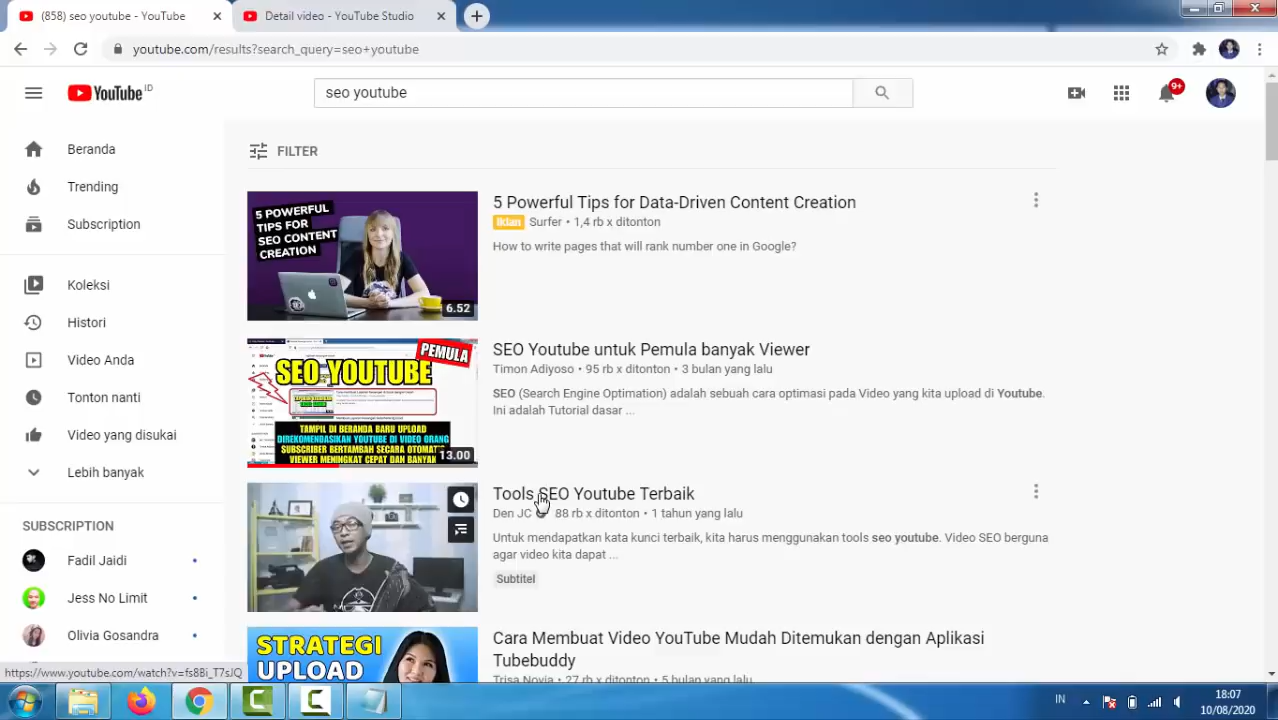 (858) seo youtube - YouTube
Detail video - YouTube Studio
youtube.com/results?search_query=seo+youtube
YouTube ID
seo youtube
9+
Beranda
Trending
Subscription
Koleksi
Histori
Video Anda
Tonton nanti
Video yang disukai
Lebih banyak
SUBSCRIPTION
Fadil Jaidi
Jess No Limit
Olivia Gosandra
FILTER
5 POWERFUL
TIPS FOR
SEO CONTENT
CREATION
6.52
5 Powerful Tips for Data-Driven Content Creation
Iklan Surfer • 1,4 rb x ditonton
How to write pages that will rank number one in Google?
PEMULA
SEO YOUTUBE
TAMPIL DI BERANDA BARU UPLOAD
DIREKOMENDASIKAN YOUTUBE DI VIDEO ORANG
SUBSCRIBER BERTAMBAH SECARA OTOMATIS
VIEWER MENINGKAT CEPAT DAN BANYAK
13.00
SEO Youtube untuk Pemula banyak Viewer
Timon Adiyoso • 95 rb x ditonton • 3 bulan yang lalu
SEO (Search Engine Optimation) adalah sebuah cara optimasi pada Video yang kita upload di Youtube.
Ini adalah Tutorial dasar ...
Tools SEO Youtube Terbaik
Den JC 88 rb x ditonton • 1 tahun yang lalu
Untuk mendapatkan kata kunci terbaik, kita harus menggunakan tools seo youtube. Video SEO berguna
agar video kita dapat ...
Subtitel
STRATEGI
UPLOAD
Cara Membuat Video YouTube Mudah Ditemukan dengan Aplikasi
Tubebuddy
Trisa Novia • 27 rb x ditonton • 5 bulan yang lalu
https://www.youtube.com/watch?v=fs8Bi_T7sJQ
IN
18:07
10/08/2020